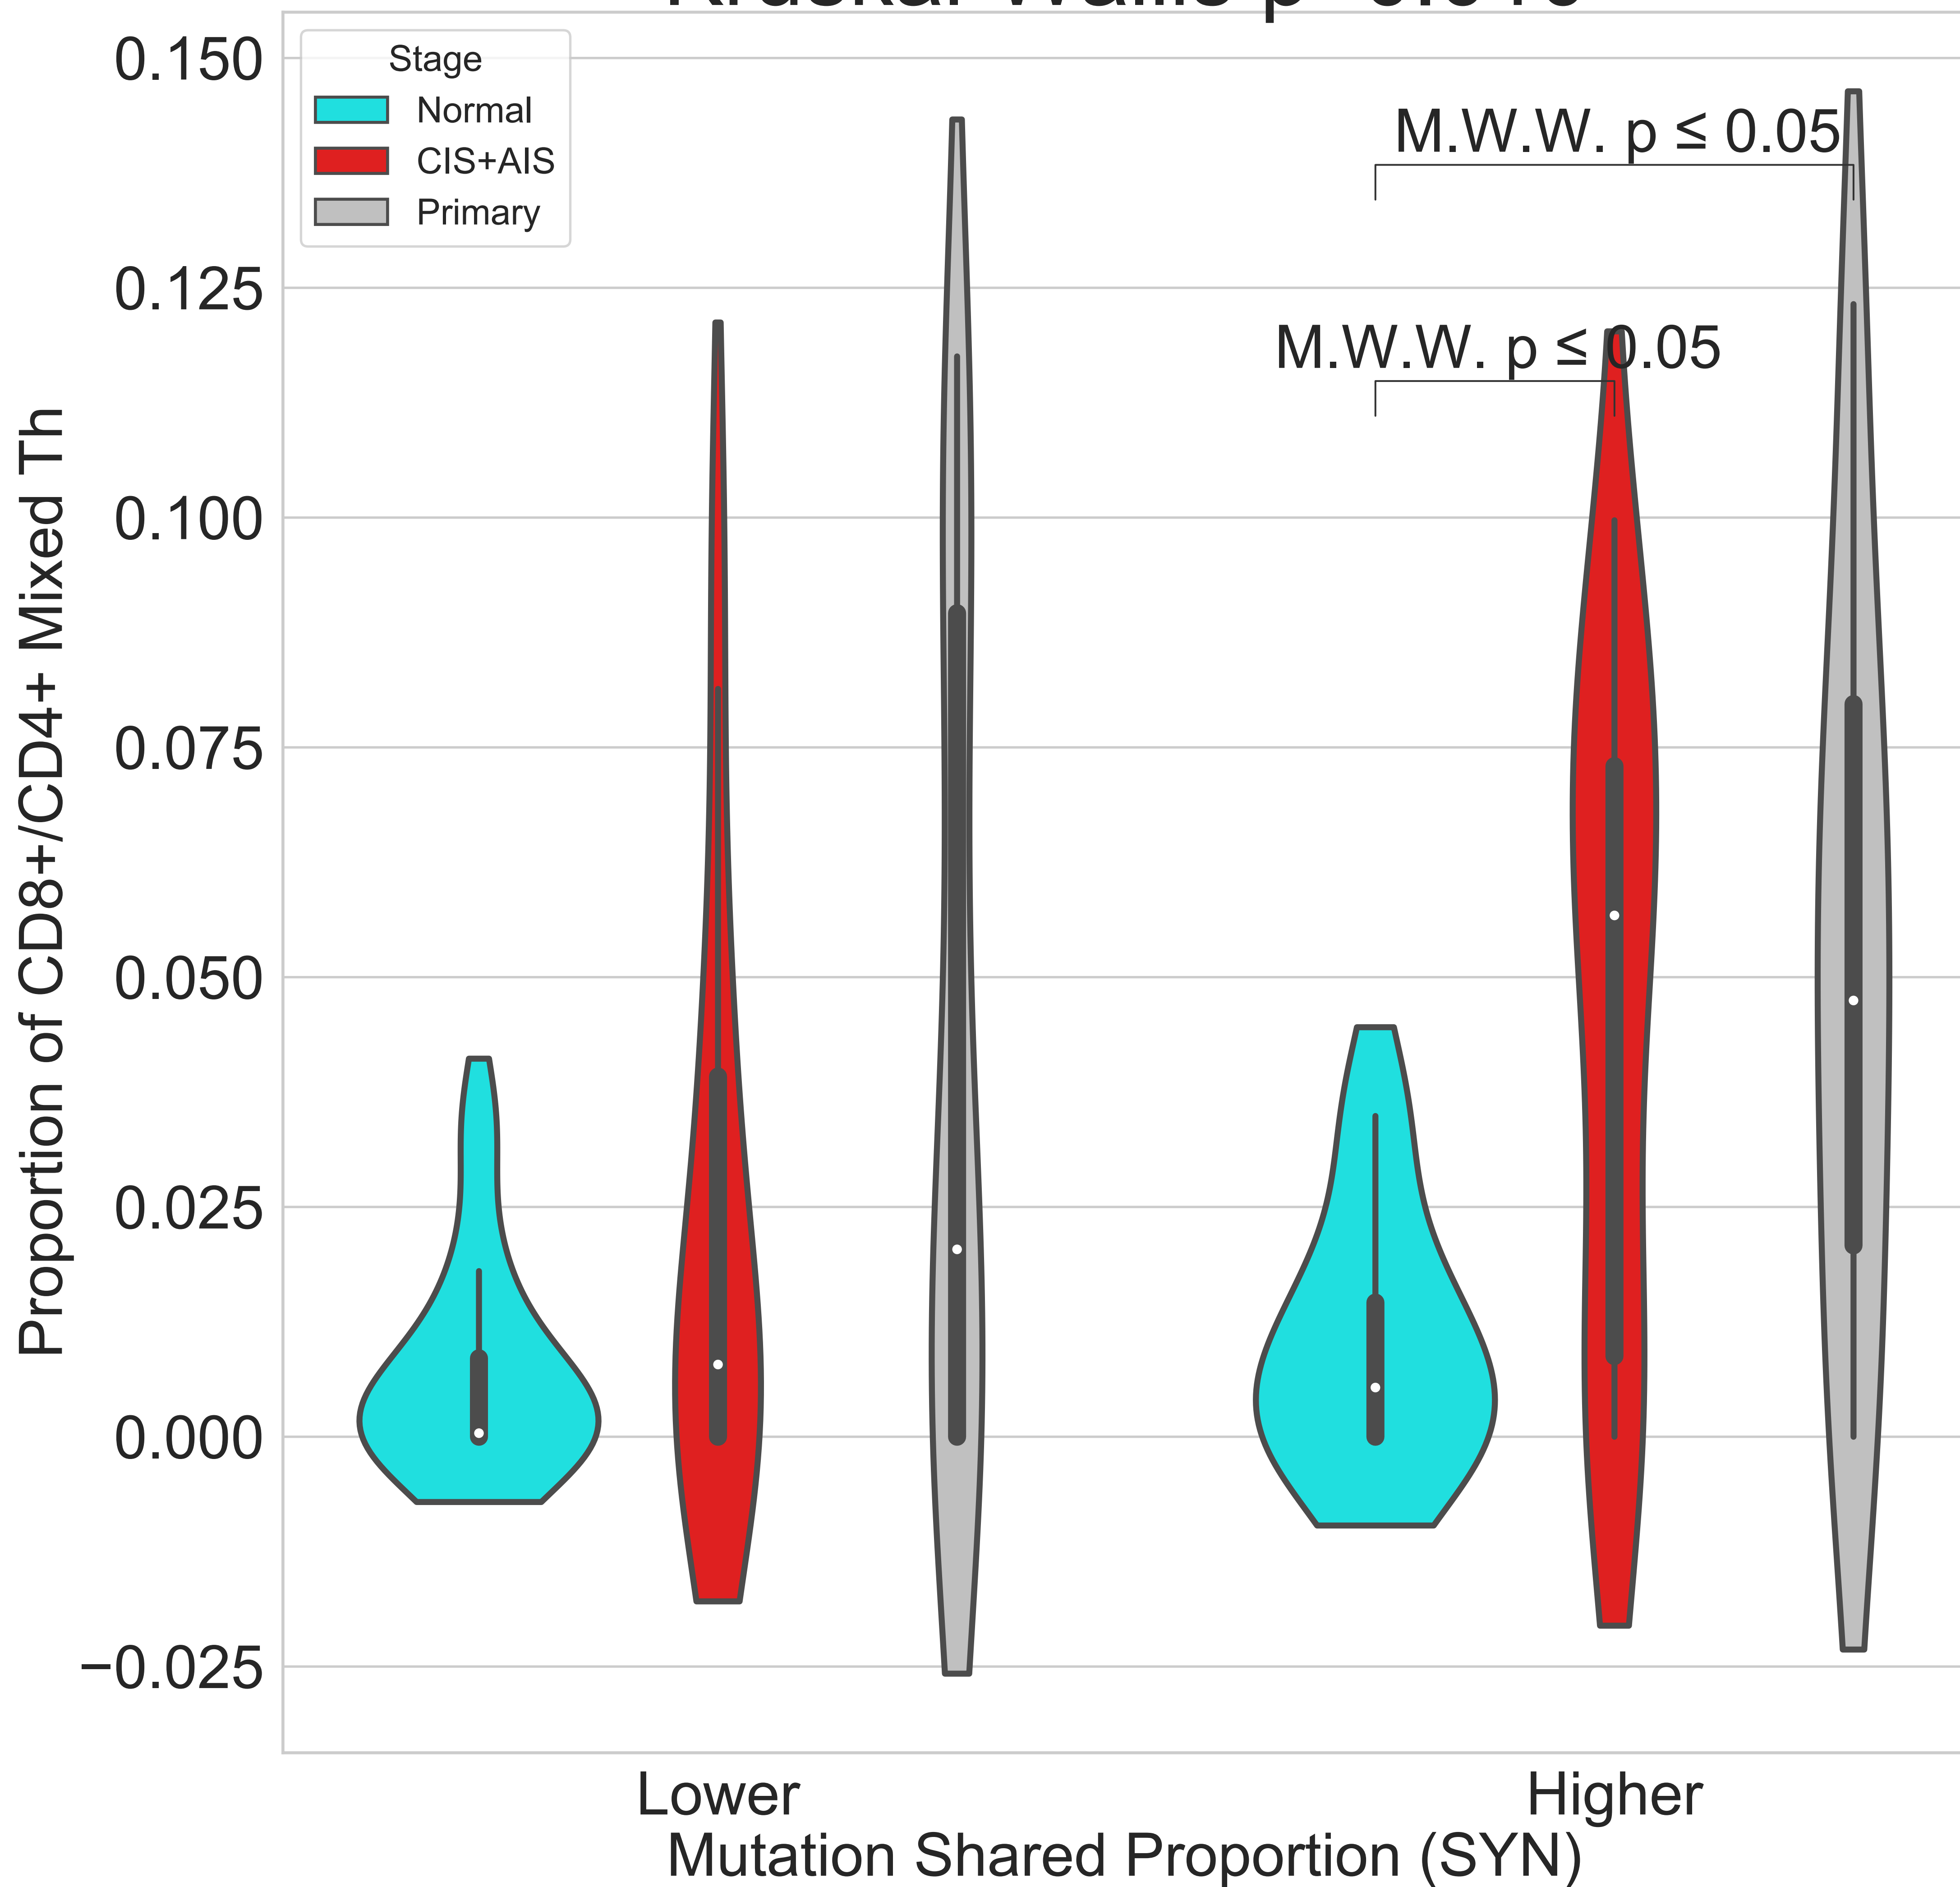 0.150
0.125
0.100
0.075
0.050
0.025
0.000
−0.025
Proportion of CD8+/CD4+ Mixed Th
Stage
Normal
CIS+AIS
Primary
M.W.W. p ≤ 0.05
M.W.W. p ≤ 0.05
Lower
Higher
Mutation Shared Proportion (SYN)